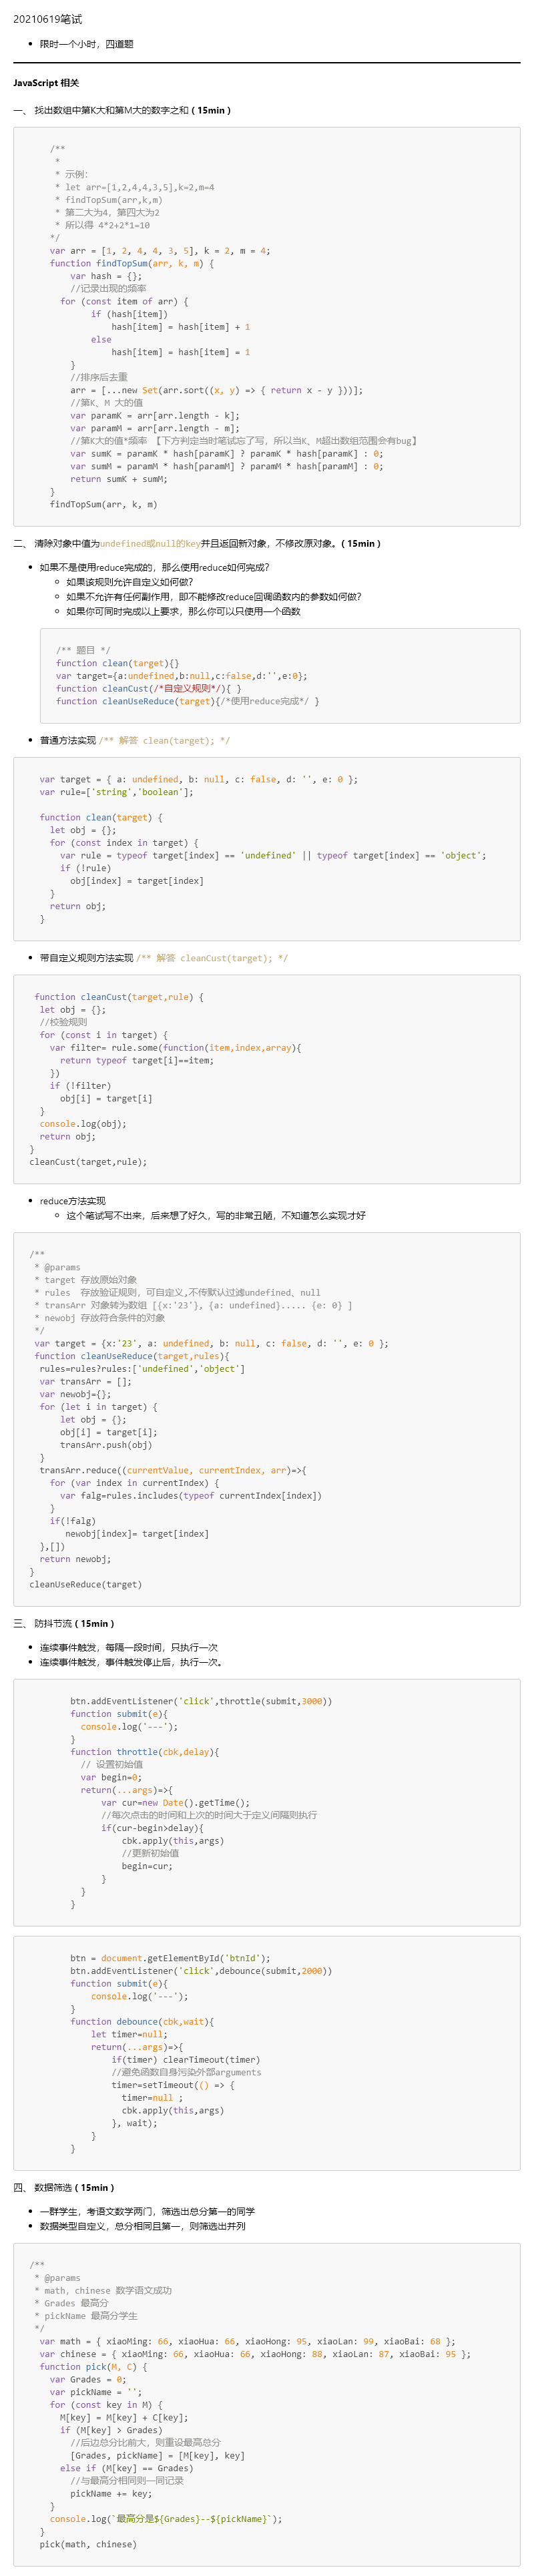 20210619笔试
限时一个小时，四道题
JavaScript 相关
一、 找出数组中第K大和第M大的数字之和 ( 15min )
/**
*
* 示例：
* let arr=[1,2,4,4,3,5],k=2,m=4
* findTopSum(arr,k,m)
* 第二大为4，第四大为2
* 所以得 4*2+2*1=10
*/
var arr = [1, 2, 4, 4, 3, 5], k = 2, m = 4;
function findTopSum(arr, k, m) {
var hash = {};
//记录出现的频率
for (const item of arr) {
if (hash[item])
hash[item] = hash[item] + 1
else
hash[item] = hash[item] = 1
}
//排序后去重
arr = [...new Set(arr.sort((x, y) => { return x - y }))];
//第K、M 大的值
var paramK = arr[arr.length - k];
var paramM = arr[arr.length - m];
//第K大的值*频率 【下方判定当时笔试忘了写，所以当K、M超出数组范围会有bug】
var sumK = paramK * hash[paramK] ? paramK * hash[paramK] : 0;
var sumM = paramM * hash[paramM] ? paramM * hash[paramM] : 0;
return sumK + sumM;
}
findTopSum(arr, k, m)
二、 清除对象中值为undefined或null的key并且返回新对象，不修改原对象。( 15min )
如果不是使用reduce完成的，那么使用reduce如何完成？
如果该规则允许自定义如何做？
如果不允许有任何副作用，即不能修改reduce回调函数内的参数如何做？
如果你可同时完成以上要求，那么你可以只使用一个函数
/** 题目 */
function clean(target){}
var target={a:undefined,b:null,c:false,d:'',e:0};
function cleanCust(/*自定义规则*/){ }
function cleanUseReduce(target){/*使用reduce完成*/ }
普通方法实现 /** 解答 clean(target); */
var target = { a: undefined, b: null, c: false, d: '', e: 0 };
var rule=['string','boolean'];
function clean(target) {
let obj = {};
for (const index in target) {
var rule = typeof target[index] == 'undefined' || typeof target[index] == 'object';
if (!rule)
obj[index] = target[index]
}
return obj;
}
带自定义规则方法实现 /** 解答 cleanCust(target); */
function cleanCust(target,rule) {
let obj = {};
//校验规则
for (const i in target) {
var filter= rule.some(function(item,index,array){
return typeof target[i]==item;
})
if (!filter)
obj[i] = target[i]
}
console.log(obj);
return obj;
}
cleanCust(target,rule);
reduce方法实现
这个笔试写不出来，后来想了好久，写的非常丑陋，不知道怎么实现才好
/**
* @params
* target 存放原始对象
* rules  存放验证规则，可自定义,不传默认过滤undefined、null
* transArr 对象转为数组 [{x:'23'}, {a: undefined}..... {e: 0} ]
* newobj 存放符合条件的对象
*/
var target = {x:'23', a: undefined, b: null, c: false, d: '', e: 0 };
function cleanUseReduce(target,rules){
rules=rules?rules:['undefined','object']
var transArr = [];
var newobj={};
for (let i in target) {
let obj = {};
obj[i] = target[i];
transArr.push(obj)
}
transArr.reduce((currentValue, currentIndex, arr)=>{
for (var index in currentIndex) {
var falg=rules.includes(typeof currentIndex[index])
}
if(!falg)
newobj[index]= target[index]
},[])
return newobj;
}
cleanUseReduce(target)
三、 防抖节流 ( 15min )
连续事件触发，每隔一段时间，只执行一次
连续事件触发，事件触发停止后，执行一次。
btn.addEventListener('click',throttle(submit,3000))
function submit(e){
console.log('---');
}
function throttle(cbk,delay){
// 设置初始值
var begin=0;
return(...args)=>{
var cur=new Date().getTime();
//每次点击的时间和上次的时间大于定义间隔则执行
if(cur-begin>delay){
cbk.apply(this,args)
//更新初始值
begin=cur;
}
}
}
btn = document.getElementById('btnId');
btn.addEventListener('click',debounce(submit,2000))
function submit(e){
console.log('---');
}
function debounce(cbk,wait){
let timer=null;
return(...args)=>{
if(timer) clearTimeout(timer)
//避免函数自身污染外部arguments
timer=setTimeout(() => {
timer=null ;
cbk.apply(this,args)
}, wait);
}
}
四、 数据筛选 ( 15min )
一群学生，考语文数学两门，筛选出总分第一的同学
数据类型自定义，总分相同且第一，则筛选出并列
/**
* @params
* math、chinese 数学语文成功
* Grades 最高分
* pickName 最高分学生
*/
var math = { xiaoMing: 66, xiaoHua: 66, xiaoHong: 95, xiaoLan: 99, xiaoBai: 68 };
var chinese = { xiaoMing: 66, xiaoHua: 66, xiaoHong: 88, xiaoLan: 87, xiaoBai: 95 };
function pick(M, C) {
var Grades = 0;
var pickName = '';
for (const key in M) {
M[key] = M[key] + C[key];
if (M[key] > Grades)
//后边总分比前大，则重设最高总分
[Grades, pickName] = [M[key], key]
else if (M[key] == Grades)
//与最高分相同则一同记录
pickName += key;
}
console.log(`最高分是${Grades}--${pickName}`);
}
pick(math, chinese)